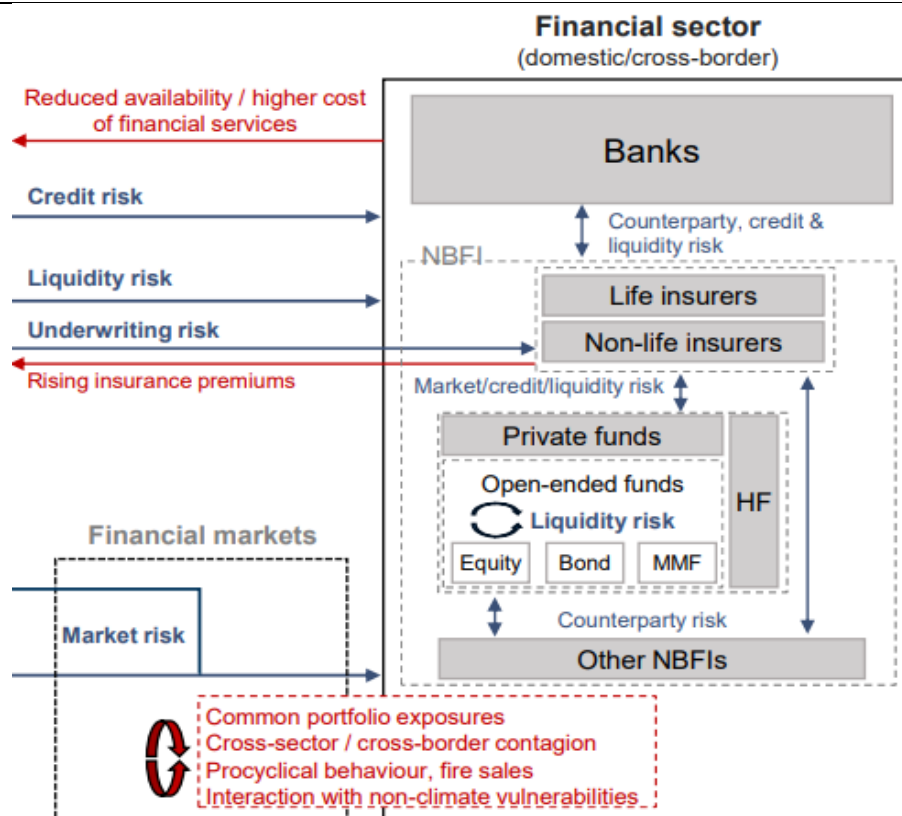 Financial sector
(domestic/cross-border)
Reduced availability / higher cost
of financial services
Banks
Credit risk
Counterparty, credit &
liquidity risk
NBFI
Liquidity risk
Life insurers
Underwriting risk
Non-life insurers
Rising insurance premiums
Market/credit/liquidity risk
Private funds
Open-ended funds
HF
Liquidity risk
Financial markets
Equity
Bond
MMF
Counterparty risk
Market risk
Other NBFIs
Common portfolio exposures
Cross-sector / cross-border contagion
Procyclical behaviour, fire sales
Interaction with non-climate vulnerabilities